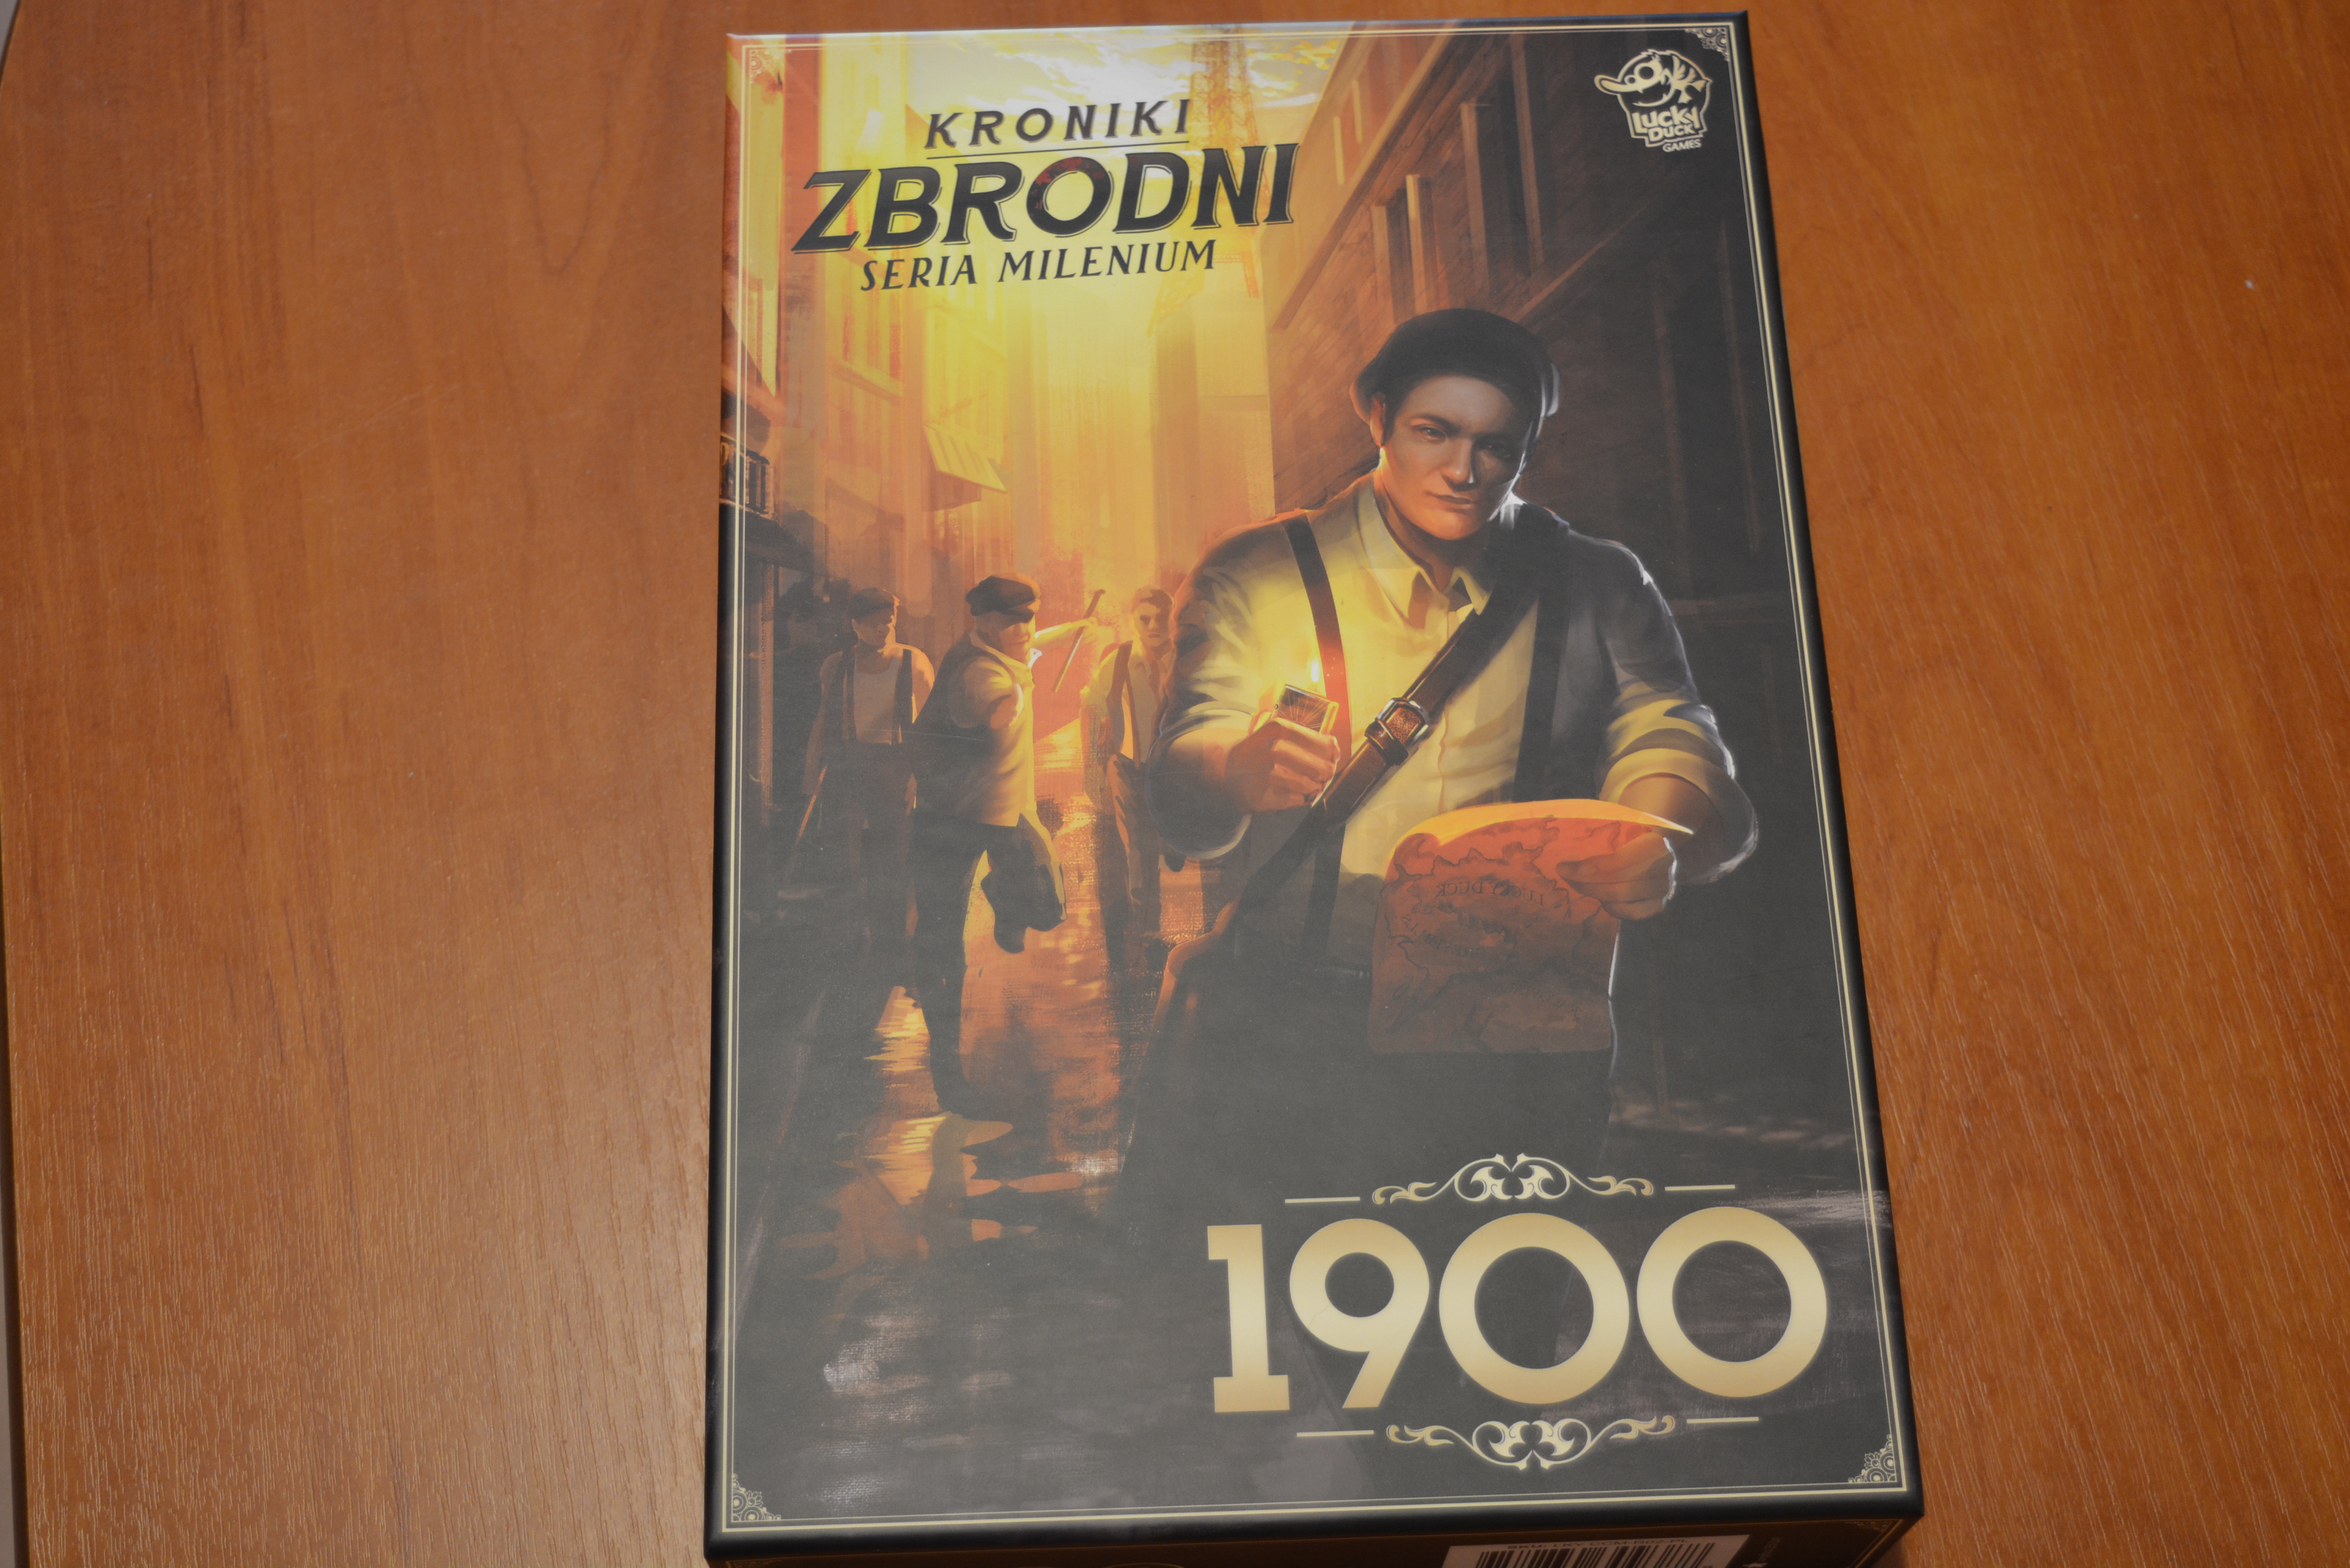 KRONIKI
ZBRODNI
SERIA MILENIUM
LUCKY
DUCK
GAMES
1900